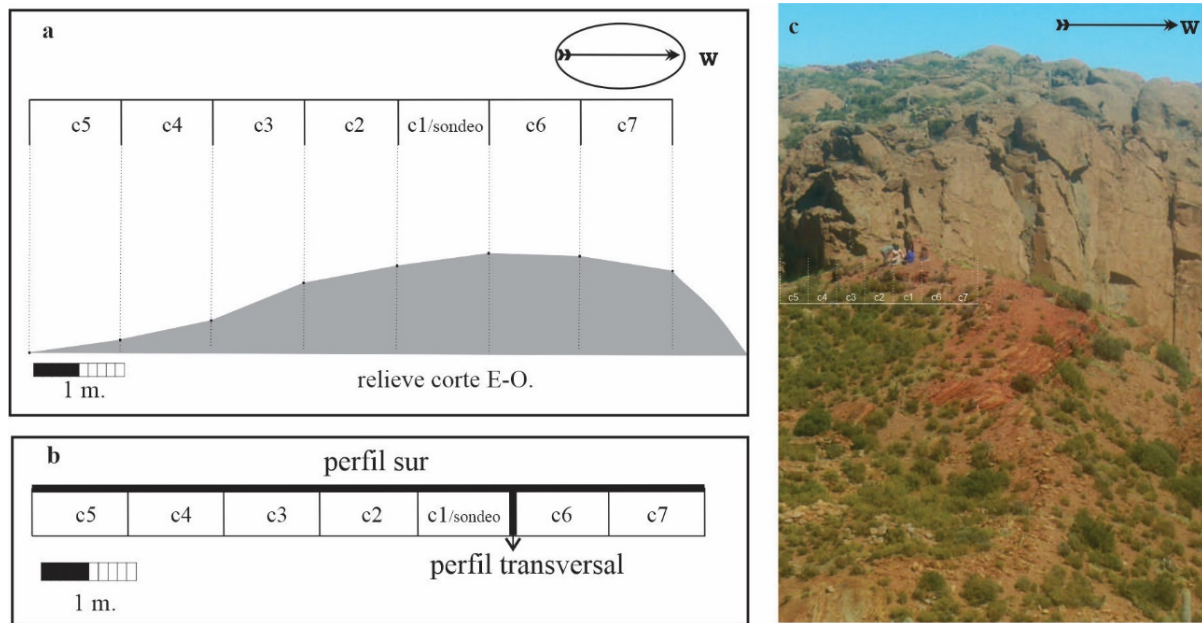 a
W
c5 c4 c3 c2 c1/sondeo c6 c7
relieve corte E-O.
1 m.
b
perfil sur
c5 c4 c3 c2 c1/sondeo c6 c7
perfil transversal
1 m.
c
W
c5 c4 c3 c2 c1 c6 c7